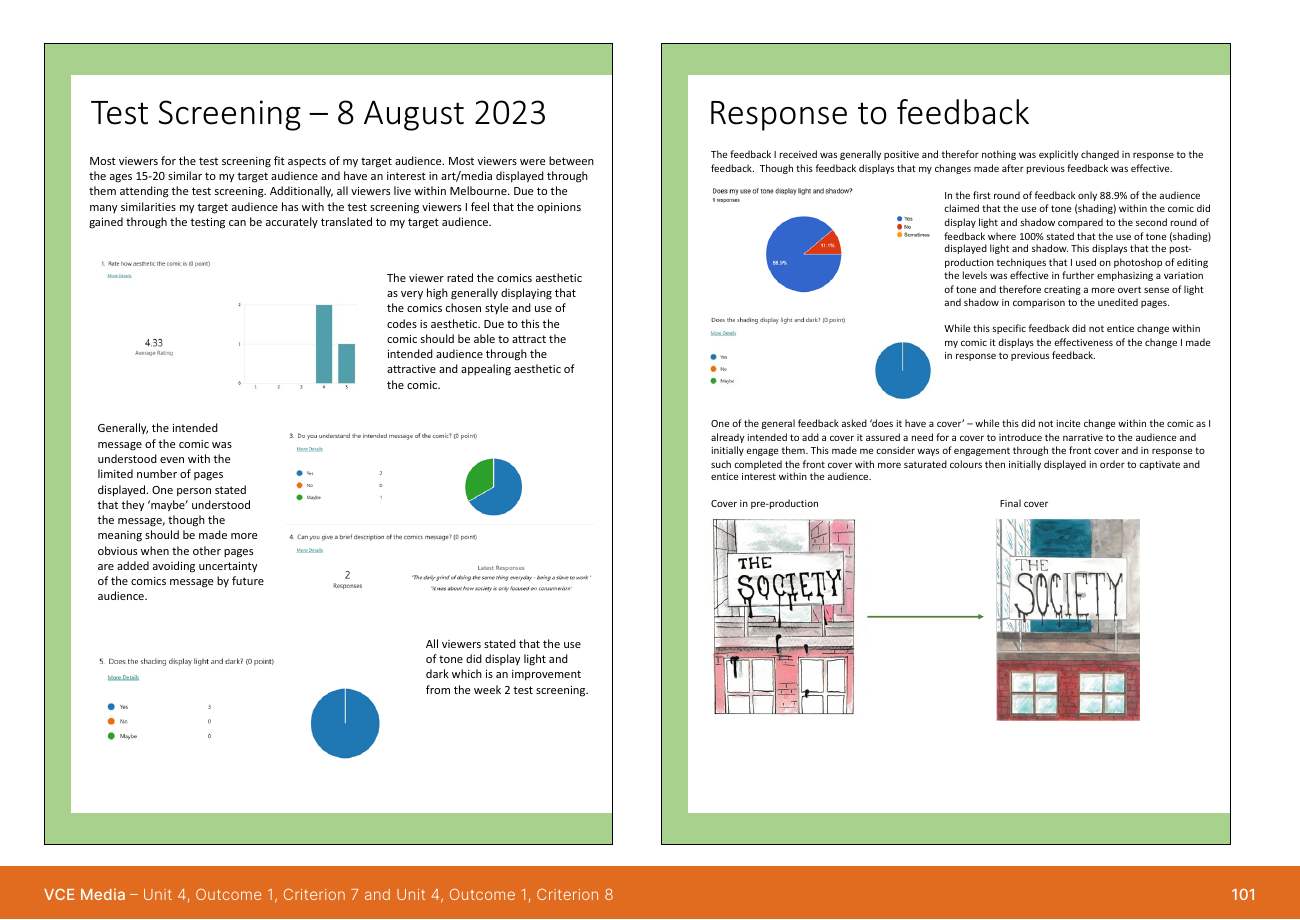 Test Screening – 8 August 2023
Most viewers for the test screening fit aspects of my target audience. Most viewers were between
the ages 15-20 similar to my target audience and have an interest in art/media displayed through
them attending the test screening. Additionally, all viewers live within Melbourne. Due to the
many similarities my target audience has with the test screening viewers I feel that the opinions
gained through the testing can be accurately translated to my target audience.
1. Rate how aesthetic the comic is (0 point)
More Details
4.33
Average Rating
2
1
0
1 2 3 4 5
The viewer rated the comics aesthetic
as very high generally displaying that
the comics chosen style and use of
codes is aesthetic. Due to this the
comic should be able to attract the
intended audience through the
attractive and appealing aesthetic of
the comic.
Generally, the intended
message of the comic was
understood even with the
limited number of pages
displayed. One person stated
that they ‘maybe’ understood
the message, though the
meaning should be made more
obvious when the other pages
are added avoiding uncertainty
of the comics message by future
audience.
3. Do you understand the intended message of the comic? (0 point)
More Details
Yes 2
No 0
Maybe 1
4. Can you give a brief description of the comics message? (0 point)
More Details
2
Responses
Latest Responses
"The daily grind of doing the same thing everyday - being a slave to work "
"it was about how society is only focused on consumerism"
5. Does the shading display light and dark? (0 point)
More Details
Yes 3
No 0
Maybe 0
All viewers stated that the use
of tone did display light and
dark which is an improvement
from the week 2 test screening.
Response to feedback
The feedback I received was generally positive and therefor nothing was explicitly changed in response to the
feedback.  Though this feedback displays that my changes made after previous feedback was effective.
Does my use of tone display light and shadow?
9 responses
Yes
No
Sometimes
11.1%
88.9%
In the first round of feedback only 88.9% of the audience
claimed that the use of tone (shading) within the comic did
display light and shadow compared to the second round of
feedback where 100% stated that the use of tone (shading)
displayed light and shadow. This displays that the post-
production techniques that I used on photoshop of editing
the levels was effective in further emphasizing a variation
of tone and therefore creating a more overt sense of light
and shadow in comparison to the unedited pages.
Does the shading display light and dark? (0 point)
More Details
Yes
No
Maybe
While this specific feedback did not entice change within
my comic it displays the effectiveness of the change I made
in response to previous feedback.
One of the general feedback asked ‘does it have a cover’ – while this did not incite change within the comic as I
already intended to add a cover it assured a need for a cover to introduce the narrative to the audience and
initially engage them. This made me consider ways of engagement through the front cover and in response to
such completed the front cover with more saturated colours then initially displayed in order to captivate and
entice interest within the audience.
Cover in pre-production
Final cover
THE
SOCIETY
THE
SOCIETY
VCE Media – Unit 4, Outcome 1, Criterion 7 and Unit 4, Outcome 1, Criterion 8
101